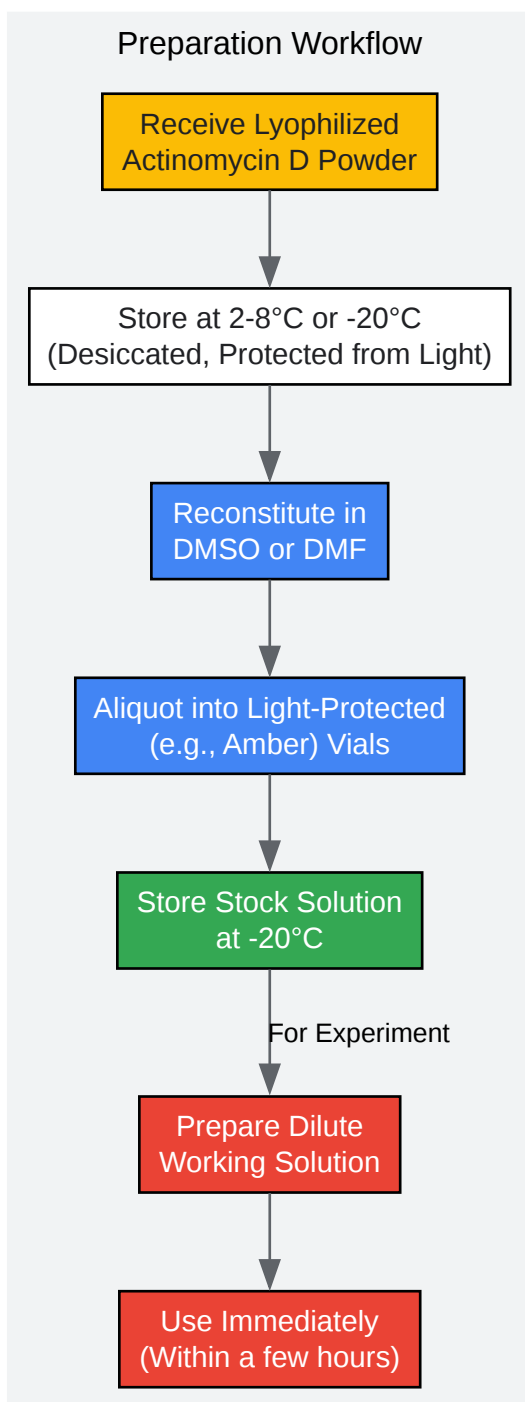 Preparation Workflow
Receive Lyophilized
Actinomycin D Powder
Store at 2-8°C or -20°C
(Desiccated, Protected from Light)
Reconstitute in
DMSO or DMF
Aliquot into Light-Protected
(e.g., Amber) Vials
Store Stock Solution
at -20°C
For Experiment
Prepare Dilute
Working Solution
Use Immediately
(Within a few hours)